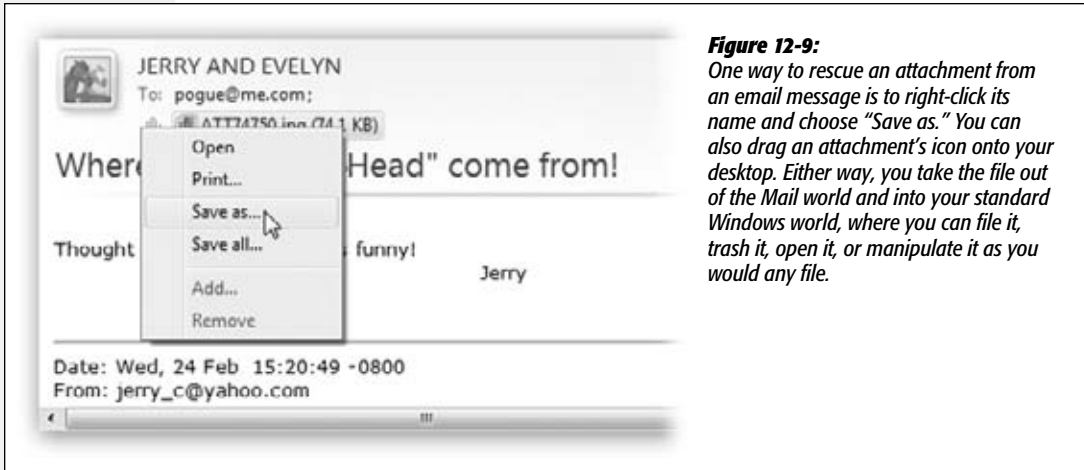 JERRY AND EVELYN
To: pogue@me.com;
ATT74750.jpg (74.1 KB)
Where Head" come from!
Open
Print...
Save as...
Save all...
Add...
Remove
Thought funny!
Jerry
Date: Wed, 24 Feb 15:20:49 -0800
From: jerry_c@yahoo.com
Figure 12-9:
One way to rescue an attachment from
an email message is to right-click its
name and choose “Save as.” You can
also drag an attachment’s icon onto your
desktop. Either way, you take the file out
of the Mail world and into your standard
Windows world, where you can file it,
trash it, open it, or manipulate it as you
would any file.